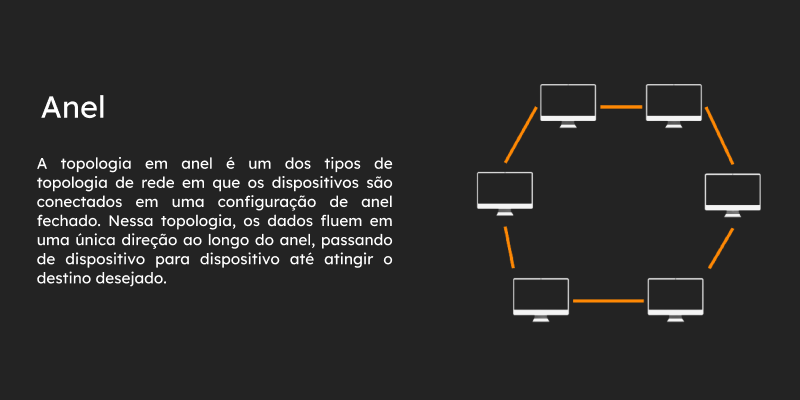 Anel
A topologia em anel é um dos tipos de
topologia de rede em que os dispositivos são
conectados em uma configuração de anel
fechado. Nessa topologia, os dados fluem em
uma única direção ao longo do anel, passando
de dispositivo para dispositivo até atingir o
destino desejado.